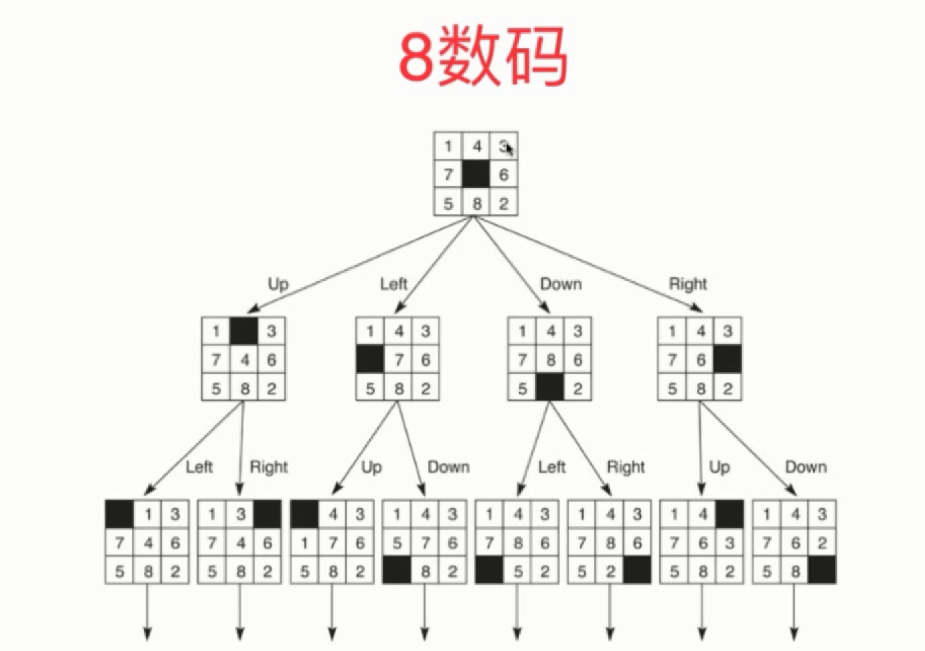 8数码
1 4 3
7 6
5 8 2
Up Left Down Right
1 3 1 4 3 1 4 3 1 4 3
7 4 6 7 6 7 8 6 7 6
5 8 2 5 8 2 5 2 5 8 2
Left Right Up Down Left Right Up Down
1 3 1 3 4 3 1 4 3 1 4 3 1 4 3 1 4 1 4 3
7 4 6 7 4 6 1 7 6 5 7 6 7 8 6 7 8 6 7 6 3 7 6 2
5 8 2 5 8 2 5 8 2 8 2 5 2 5 2 5 8 2 5 8